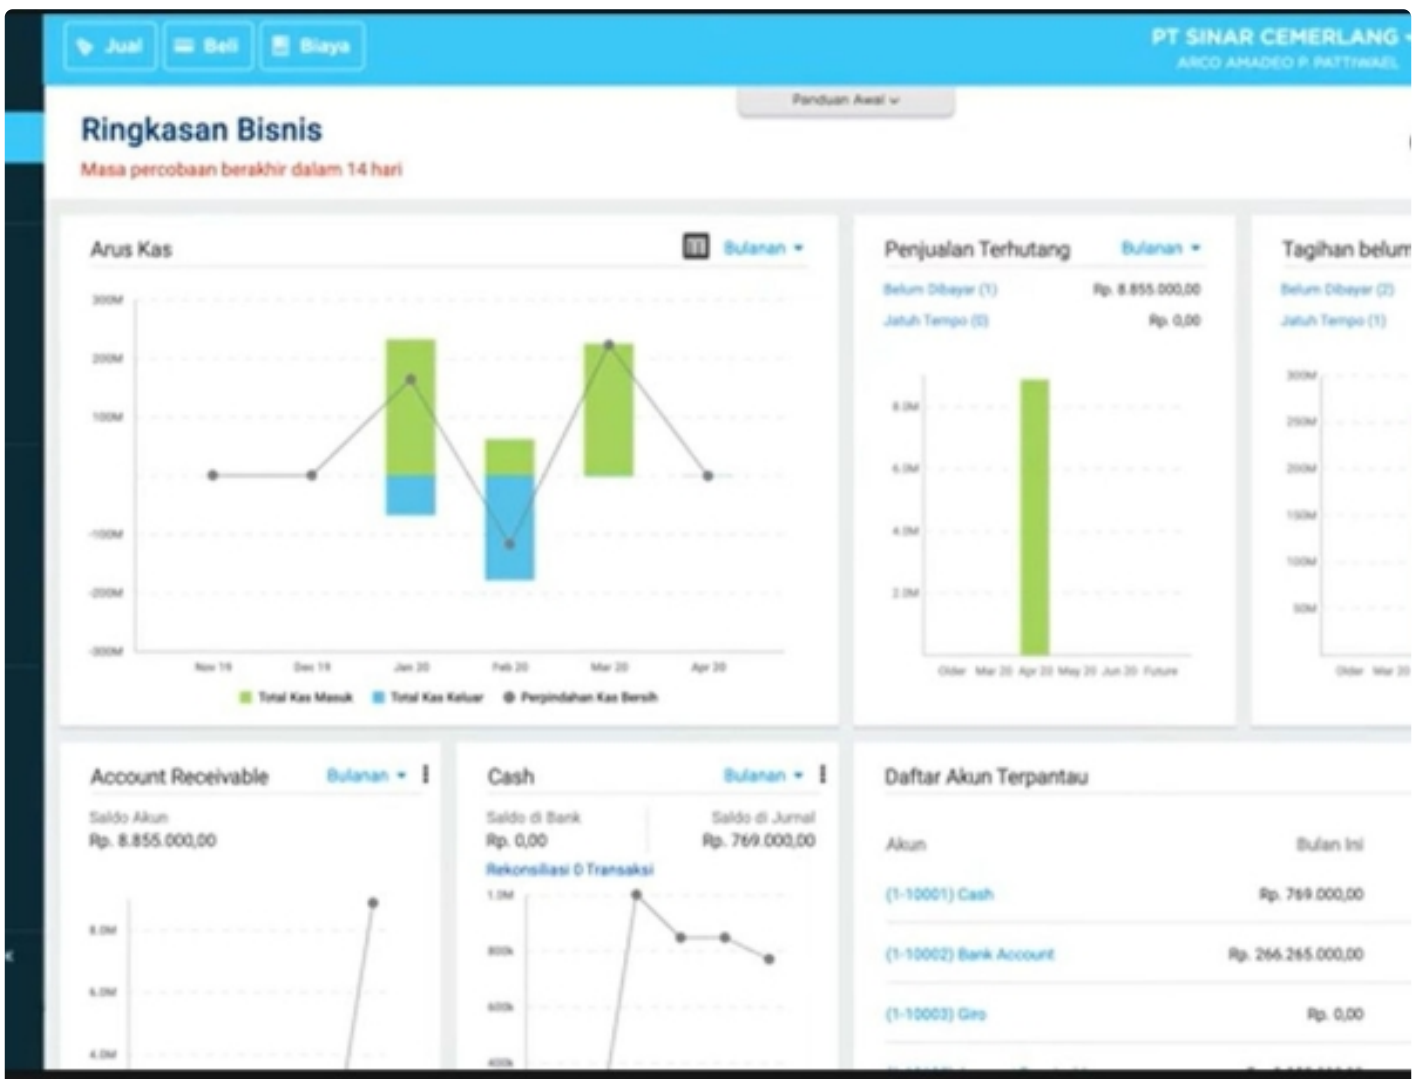 Jual
Beli
Biaya
PT SINAR CEMERLANG
ARCO AMADEO P. PATTIWAEL
Panduan Awal
Ringkasan Bisnis
Masa percobaan berakhir dalam 14 hari
Arus Kas
Bulanan
300M
200M
100M
-100M
-200M
-300M
Nov 19 Dec 19 Jan 20 Feb 20 Mar 20 Apr 20
Total Kas Masuk Total Kas Keluar Perpindahan Kas Bersih
Penjualan Terhutang
Bulanan
Belum Dibayar (1) Rp. 8.855.000,00
Jatuh Tempo (0) Rp. 0,00
8.0M
6.0M
4.0M
2.0M
Older Mar 20 Apr 20 May 20 Jun 20 Future
Tagihan belum
Belum Dibayar (2)
Jatuh Tempo (1)
300M
250M
200M
150M
100M
50M
Older Mar 20
Account Receivable
Bulanan
Saldo Akun
Rp. 8.855.000,00
8.0M
6.0M
4.0M
Cash
Bulanan
Saldo di Bank Saldo di Jurnal
Rp. 0,00 Rp. 769.000,00
Rekonsiliasi 0 Transaksi
1.0M
800k
600k
400k
Daftar Akun Terpantau
Akun Bulan Ini
(1-10001) Cash Rp. 769.000,00
(1-10002) Bank Account Rp. 266.265.000,00
(1-10003) Giro Rp. 0,00